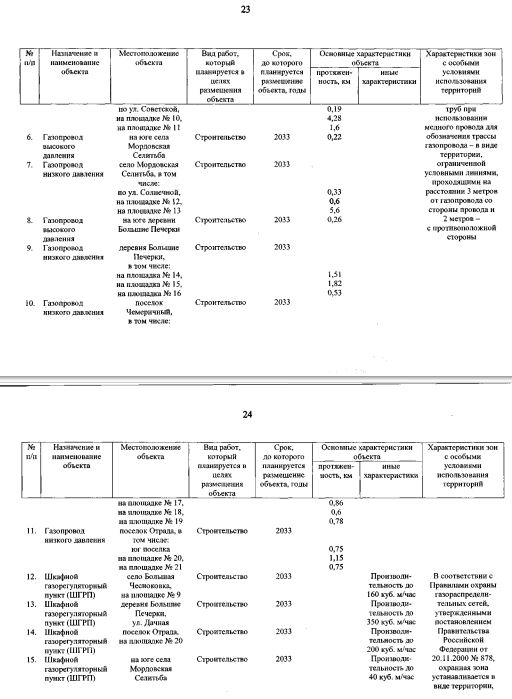 23
№ п/п | Назначение и наименование объекта | Местоположение объекта | Вид работ, который планируется в целях размещения объекта | Срок, до которого планируется размещение объекта, годы | Основные характеристики объекта | Характеристики зон с особыми условиями использования территорий
протяжен-ность, км | иные характеристики
по ул. Советской, | 0,19 | труб при
на площадке № 10, | 4,28 | использовании
на площадке № 11 | 1,6 | медного провода для
6. Газопровод | на юге села | Строительство | 2033 | 0,22 | обозначения трассы
высокого | Мордовская | газопровода – в виде
давления | Селитьба | территории,
7. Газопровод | село Мордовская | Строительство | 2033 | ограниченной
низкого давления | Селитьба, в том | условными линиями,
числе: | проходящими на
по ул. Солнечной, | 0,33 | расстоянии 3 метров
на площадке № 12, | 0,6 | от газопровода со
на площадке № 13 | 5,6 | стороны провода и
8. Газопровод | на юге деревни | Строительство | 2033 | 0,26 | 2 метров –
высокого | Большие Печерки | с противоположной
давления | стороны
9. Газопровод | деревня Большие | Строительство | 2033
низкого давления | Печерки,
в том числе:
на площадке № 14, | 1,51
на площадке № 15, | 1,82
на площадке № 16 | 0,53
10. Газопровод | поселок | Строительство | 2033
низкого давления | Чемеричный,
в том числе:
24
№ п/п | Назначение и наименование объекта | Местоположение объекта | Вид работ, который планируется в целях размещения объекта | Срок, до которого планируется размещение объекта, годы | Основные характеристики объекта | Характеристики зон с особыми условиями использования территорий
протяжен-ность, км | иные характеристики
на площадке № 17, | 0,86
на площадке № 18, | 0,6
на площадке № 19 | 0,78
11. Газопровод | поселок Отрада, в | Строительство | 2033
низкого давления | том числе:
юг поселка | 0,75
на площадке № 20, | 1,15
на площадке № 21 | 0,75
12. Шкафной | село Большая | Строительство | 2033 | Производи- | В соответствии с
газорегуляторный | Чесноковка, | тельность до | Правилами охраны
пункт (ШГРП) | на площадке № 9 | 160 куб. м/час | газораспредели-
13. Шкафной | деревня Большие | Строительство | 2033 | Производи- | тельных сетей,
газорегуляторный | Печерки, | тельность до | утвержденными
пункт (ШГРП) | ул. Дачная | 350 куб. м/час | постановлением
14. Шкафной | поселок Отрада, | Строительство | 2033 | Производи- | Правительства
газорегуляторный | на площадке № 20 | тельность до | Российской
пункт (ШГРП) | 200 куб. м/час | Федерации от
15. Шкафной | на юге села | Строительство | 2033 | Производи- | 20.11.2000 № 878,
газорегуляторный | Мордовская | тельность до | охранная зона
пункт (ШГРП) | Селитьба | 40 куб. м/час | устанавливается в
виде территории,